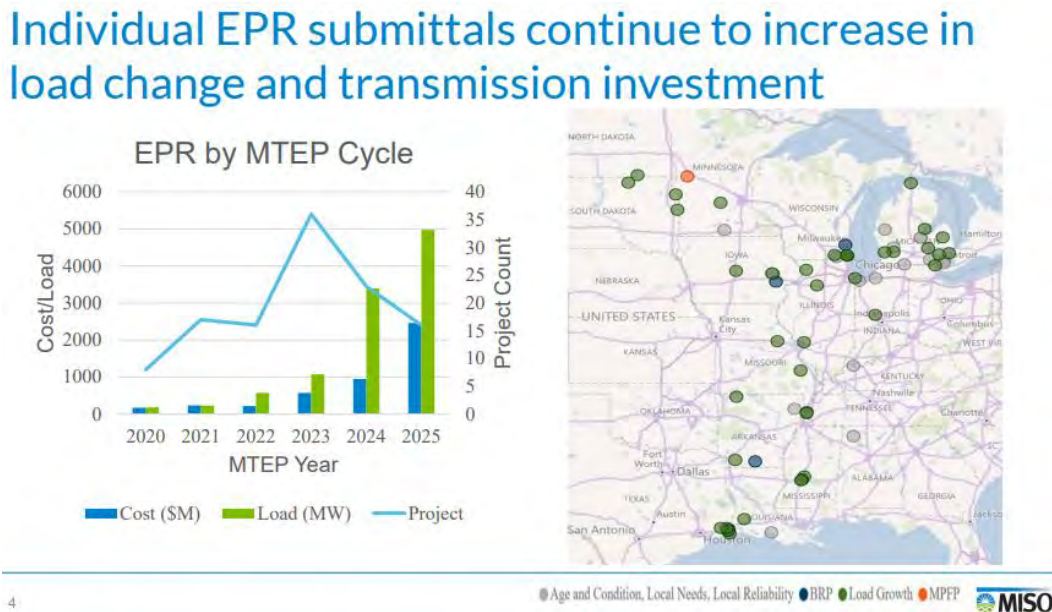 Individual EPR submittals continue to increase in
load change and transmission investment
EPR by MTEP Cycle
6000
5000
4000
3000
2000
1000
0
Cost/Load
40
35
30
25
20
15
10
5
0
Project Count
2020 2021 2022 2023 2024 2025
MTEP Year
Cost ($M) Load (MW) Project
NORTH DAKOTA
MINNESOTA
SOUTH DAKOTA
WISCONSIN
Milwaukee
Hamilton
IOWA
Chicago
NEBRASKA
ILLINOIS
OHIO
UNITED STATES
Kansas
City
INDIANA
Columbus
KANSAS
MISSOURI
WEST VIR
KENTUCKY
Nashville
OKLAHOMA
TENNESSEE
Charlotte
ARKANSAS
Fort
Worth
Dallas
MISSISSIPPI
ALABAMA
GEORGIA
TEXAS
Austin
LOUISIANA
San Antonio
Houston
4
Age and Condition, Local Needs, Local Reliability BRP Load Growth MPFP
MISO